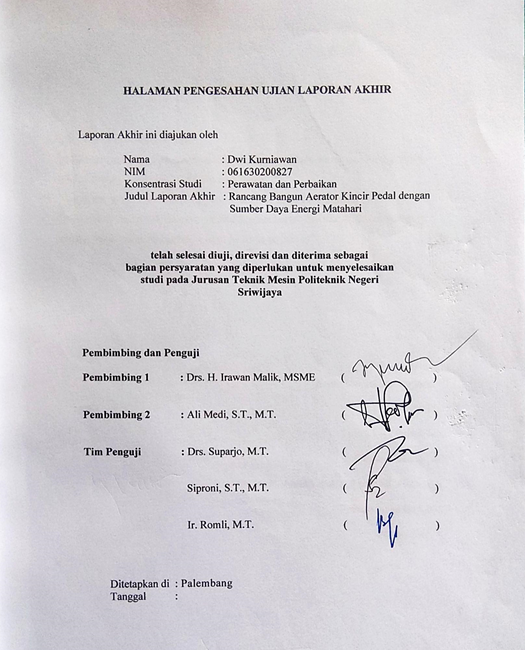 HALAMAN PENGESAHAN UJIAN LAPORAN AKHIR
Laporan Akhir ini diajukan oleh
Nama : Dwi Kurniawan
NIM : 061630200827
Konsentrasi Studi : Perawatan dan Perbaikan
Judul Laporan Akhir : Rancang Bangun Aerator Kincir Pedal dengan
Sumber Daya Energi Matahari
telah selesai diuji, direvisi dan diterima sebagai
bagian persyaratan yang diperlukan untuk menyelesaikan
studi pada Jurusan Teknik Mesin Politeknik Negeri
Sriwijaya
Pembimbing dan Penguji
Pembimbing 1 : Drs. H. Irawan Malik, MSME ( )
Pembimbing 2 : Ali Medi, S.T., M.T. ( )
Tim Penguji : Drs. Suparjo, M.T. ( )
Siproni, S.T., M.T. ( )
Ir. Romli, M.T. ( )
Ditetapkan di : Palembang
Tanggal :